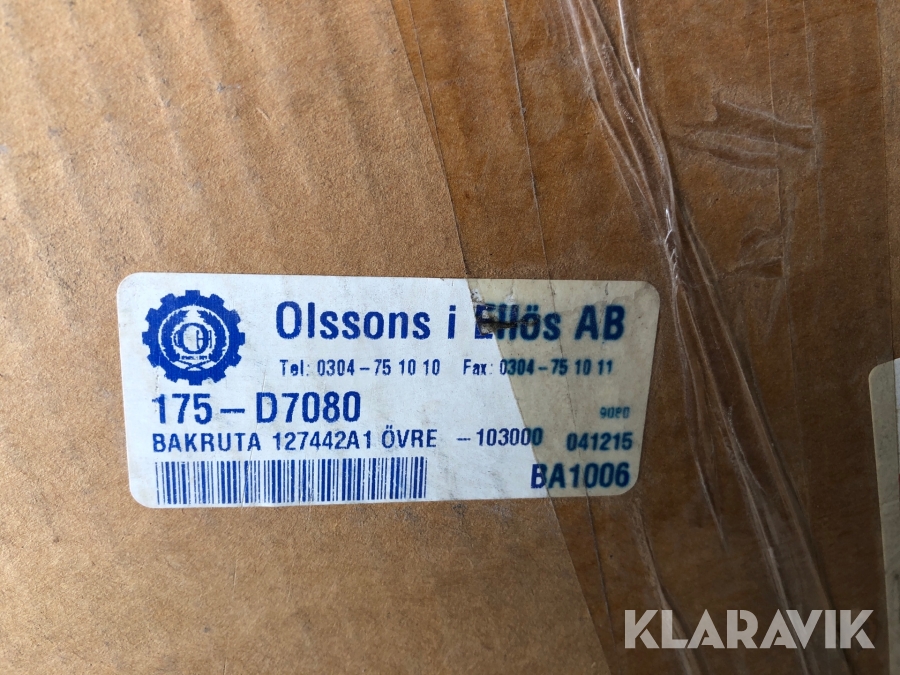 Olssons i Ellös AB
Tel: 0304-75 10 10 Fax: 0304-75 10 11
175-D7080 9080
BAKRUTA 127442A1 ÖVRE -103000 041215
BA1006
KLARAVIK